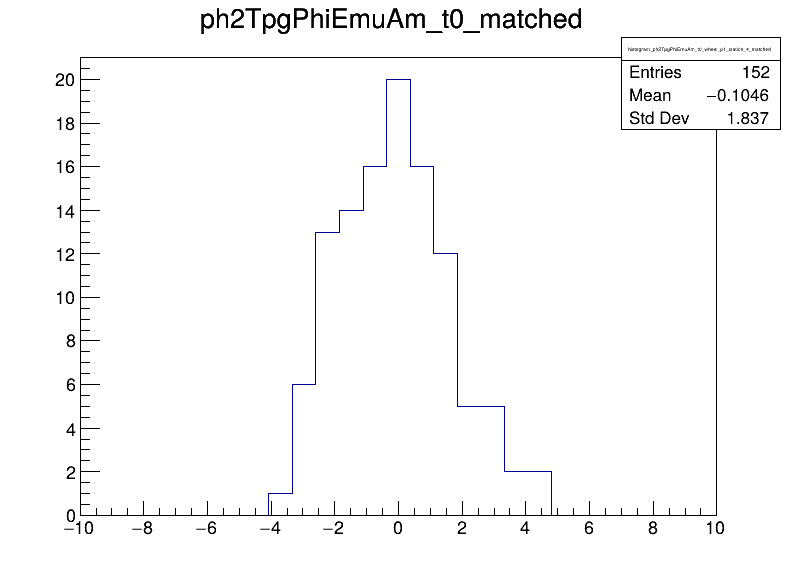 ph2TpgPhiEmuAm_t0_matched
histogram_ph2TpgPhiEmuAm_t0_wheel_p1_station_4_matched
Entries 152
Mean −0.1046
Std Dev 1.837
20
18
16
14
12
10
8
6
4
2
0
−10 −8 −6 −4 −2 0 2 4 6 8 10